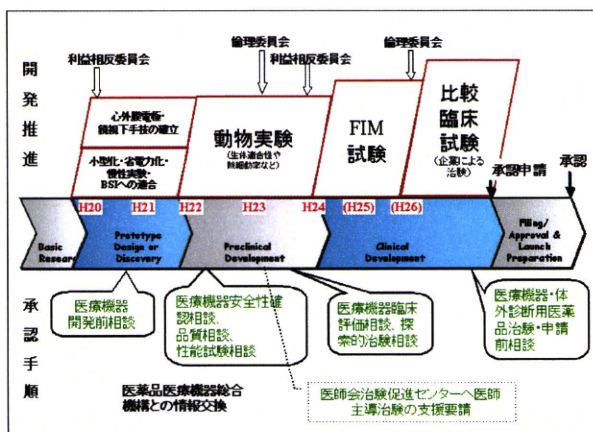 倫理委員会
倫理委員会
利益相反委員会
利益相反委員会
開発推進
心外膜電極・
鏡視下手技の確立
小型化・省電力化・
慢性実験・
BSIへの適合
動物実験
(生体適合性や
除細動定など)
FIM
試験
比較
臨床
試験
(企業による
治験)
承認申請
承認
H20
H21
H22
H23
H24
(H25)
(H26)
Basic
Research
Prototype
Design or
Discovery
Preclinical
Development
Clinical
Development
Filing/
Approval &
Launch
Preparation
承認手順
医療機器
開発前相談
医療機器安全性確
認相談、
品質相談、
性能試験相談
医療機器臨床
評価相談、探
索的治験相談
医療機器・体
外診断用医薬
品治験・申請
前相談
医薬品医療機器総合
機構との情報交換
医師会治験促進センターへ医師
主導治験の支援要請